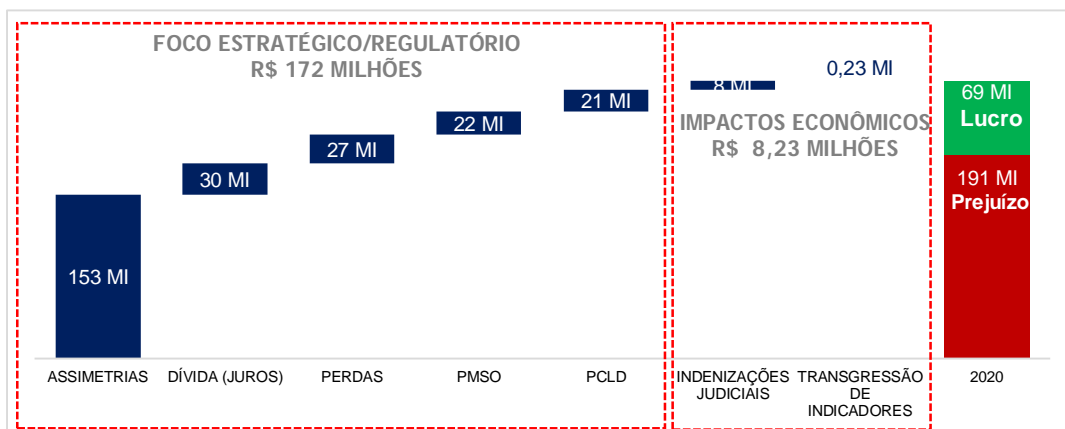 FOCO ESTRATÉGICO/REGULATÓRIO
R$ 172 MILHÕES
153 MI
30 MI
27 MI
22 MI
21 MI
8 MI
0,23 MI
IMPACTOS ECONÔMICOS
R$ 8,23 MILHÕES
69 MI
Lucro
191 MI
Prejuízo
ASSIMETRIAS
DÍVIDA (JUROS)
PERDAS
PMSO
PCLD
INDENIZAÇÕES
JUDICIAIS
TRANSGRESSÃO
DE
INDICADORES
2020